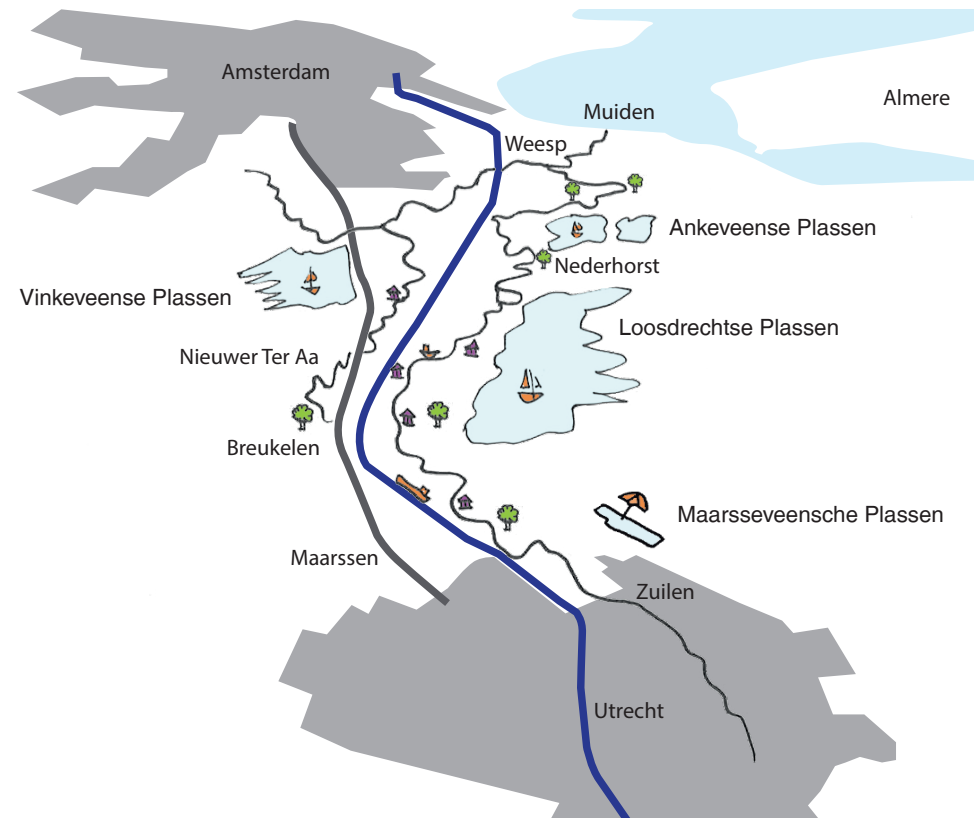 Amsterdam
Almere
Muiden
Weesp
Ankeveense Plassen
Nederhorst
Vinkeveense Plassen
Loosdrechtse Plassen
Nieuwer Ter Aa
Breukelen
Maarsseveensche Plassen
Maarssen
Zuilen
Utrecht